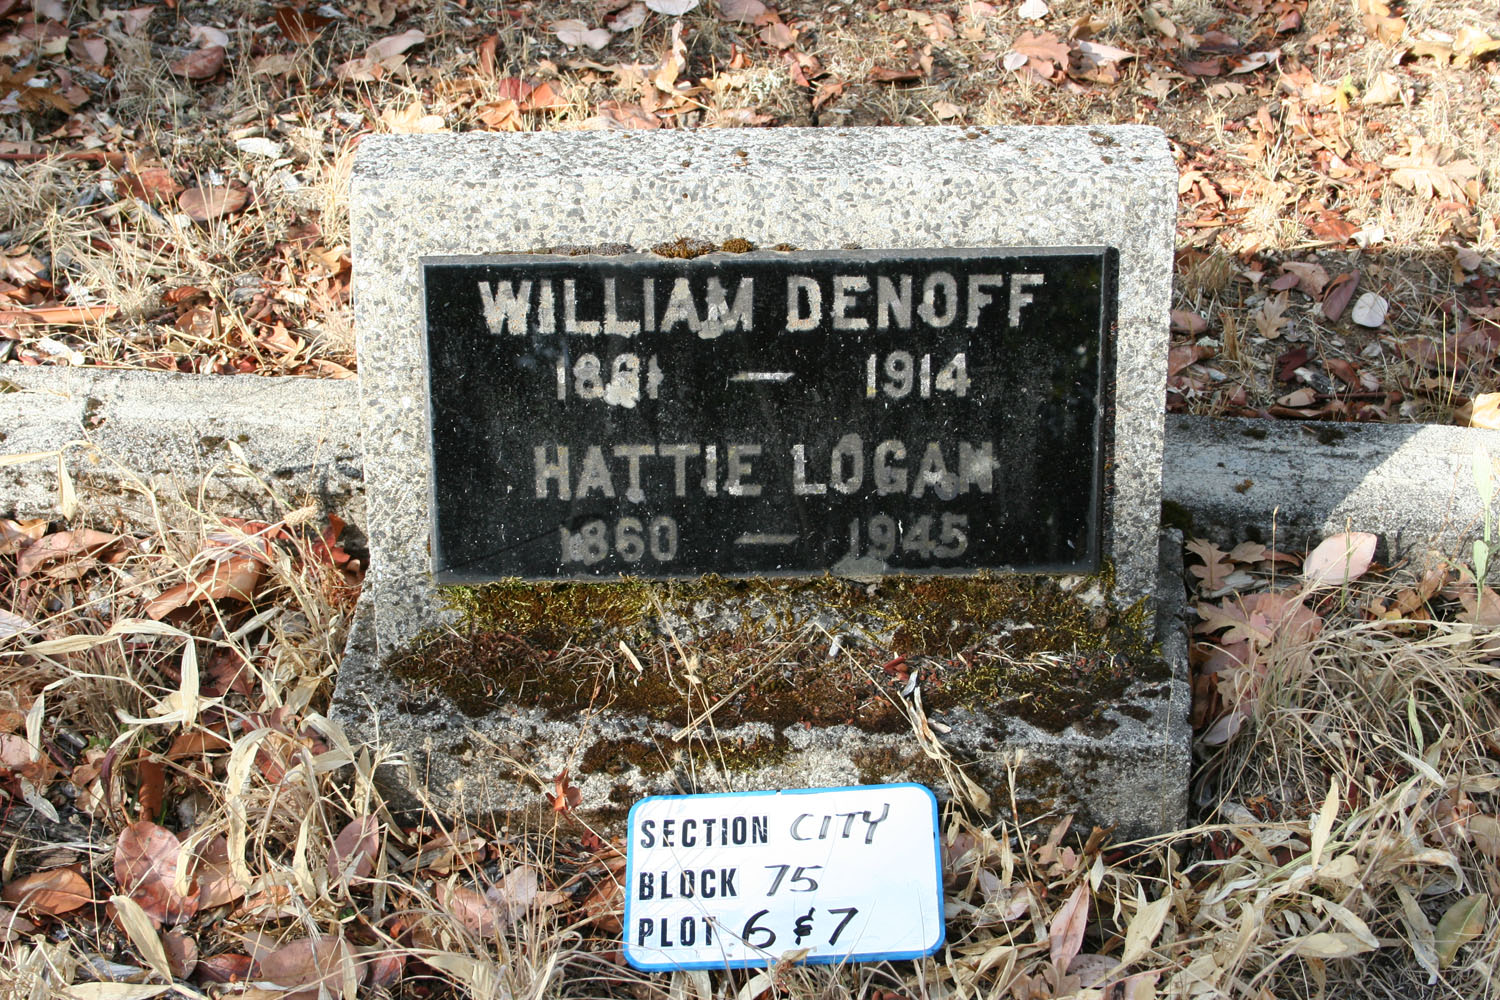 WILLIAM DENOFF
— 1914
HATTIE LOGAN
1860 — 1945
SECTION CITY
BLOCK 75
PLOT 6 & 7